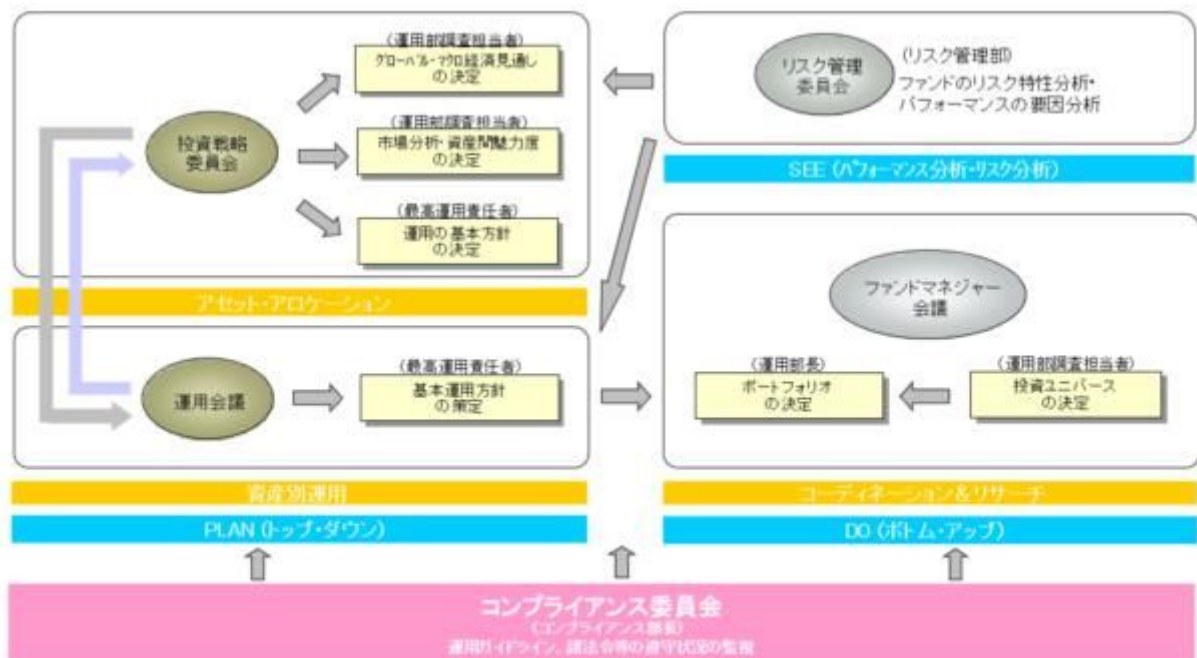 (運用部調査担当者)
グローバル・マクロ経済見通し
の決定
投資戦略
委員会
(運用部調査担当者)
市場分析・資産間魅力度
の決定
(最高運用責任者)
運用の基本方針
の決定
アセット・アロケーション
運用会議
(最高運用責任者)
基本運用方針
の策定
資産別運用
PLAN (トップ・ダウン)
リスク管理
委員会
(リスク管理部)
ファンドのリスク特性分析・
パフォーマンスの要因分析
SEE (パフォーマンス分析・リスク分析)
ファンドマネジャー
会議
(運用部長)
ポートフォリオ
の決定
(運用部調査担当者)
投資ユニバース
の決定
コーディネーション&リサーチ
DO (ボトム・アップ)
コンプライアンス委員会
(コンプライアンス部長)
運用ガイドライン、諸法令等の遵守状況の監視